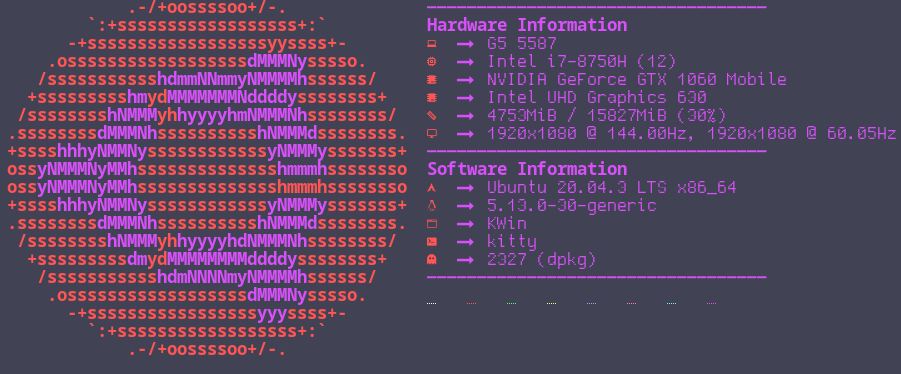 .-/+oossssoo+/-.
`:+ssssssssssssssssss+:`
-+ssssssssssssssssssyyssss+-
.ossssssssssssssssssdMMMNysssso.
/ssssssssssshdmmNNmmyNMMMMhssssss/
+sssssssssshmydMMMMMMMNddddyssssssss+
/sssssssshNMMMyhhyyyyhmNMMMNhssssssss/
.ssssssssdMMMNhsssssssssshNMMMdssssssss.
+sssshhhyNMMNyssssssssssssyNMMMysssssss+
ossyNMMMNyMMhsssssssssssssshmmmhssssssso
ossyNMMMNyMMhsssssssssssssshmmmhssssssso
+sssshhhyNMMNyssssssssssssyNMMMysssssss+
.ssssssssdMMMNhsssssssssshNMMMdssssssss.
/sssssssshNMMMyhhyyyyhdNMMMNhssssssss/
+sssssssssdmydMMMMMMMMddddyssssssss+
/ssssssssssshdmNNNNmyNMMMMhssssss/
.ossssssssssssssssssdMMMNysssso.
-+sssssssssssssssssyyyssss+-
`:+ssssssssssssssssss+:`
.-/+oossssoo+/-.
Hardware Information
G5 5587
Intel i7-8750H (12)
NVIDIA GeForce GTX 1060 Mobile
Intel UHD Graphics 630
4753MiB / 15827MiB (30%)
1920x1080 @ 144.00Hz, 1920x1080 @ 60.05Hz
Software Information
Ubuntu 20.04.3 LTS x86_64
5.13.0-30-generic
KWin
kitty
2327 (dpkg)